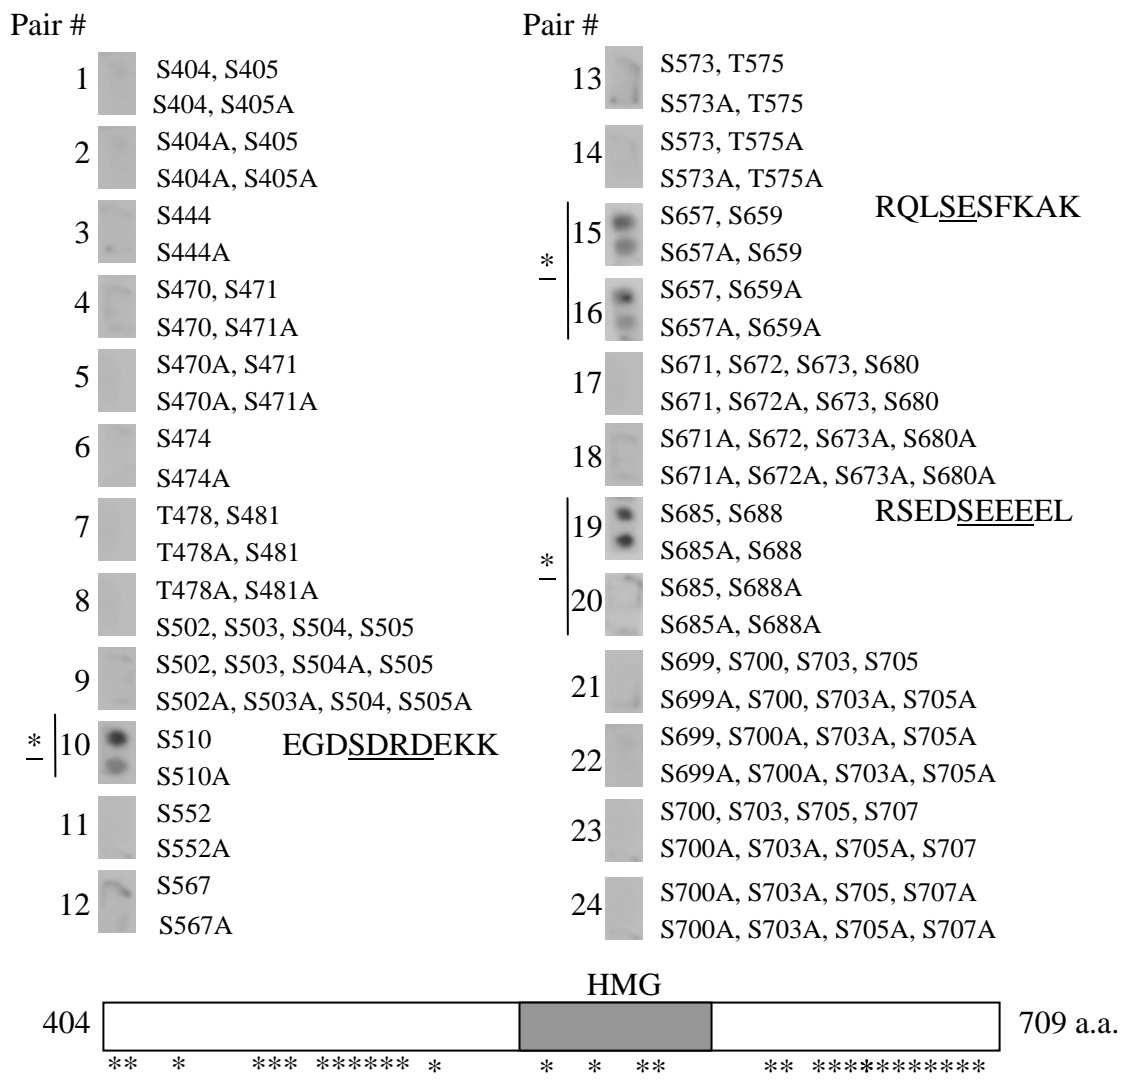 Pair #
1
S404, S405
S404, S405A
2
S404A, S405
S404A, S405A
3
S444
S444A
4
S470, S471
S470, S471A
5
S470A, S471
S470A, S471A
6
S474
S474A
7
T478, S481
T478A, S481
8
T478A, S481A
S502, S503, S504, S505
9
S502, S503, S504A, S505
S502A, S503A, S504, S505A
*
10
S510
EGDSDRDEKK
S510A
11
S552
S552A
12
S567
S567A
Pair #
13
S573, T575
S573A, T575
14
S573, T575A
S573A, T575A
RQLSESFKAK
15
S657, S659
S657A, S659
*
16
S657, S659A
S657A, S659A
17
S671, S672, S673, S680
S671, S672A, S673, S680
18
S671A, S672, S673A, S680A
S671A, S672A, S673A, S680A
19
S685, S688
RSEDSEEEEL
S685A, S688
*
20
S685, S688A
S685A, S688A
21
S699, S700, S703, S705
S699A, S700, S703A, S705A
22
S699, S700A, S703A, S705A
S699A, S700A, S703A, S705A
23
S700, S703, S705, S707
S700A, S703A, S705A, S707
24
S700A, S703A, S705, S707A
S700A, S703A, S705A, S707A
HMG
404
709 a.a.
** * *** ****** * * * ** ** ***********